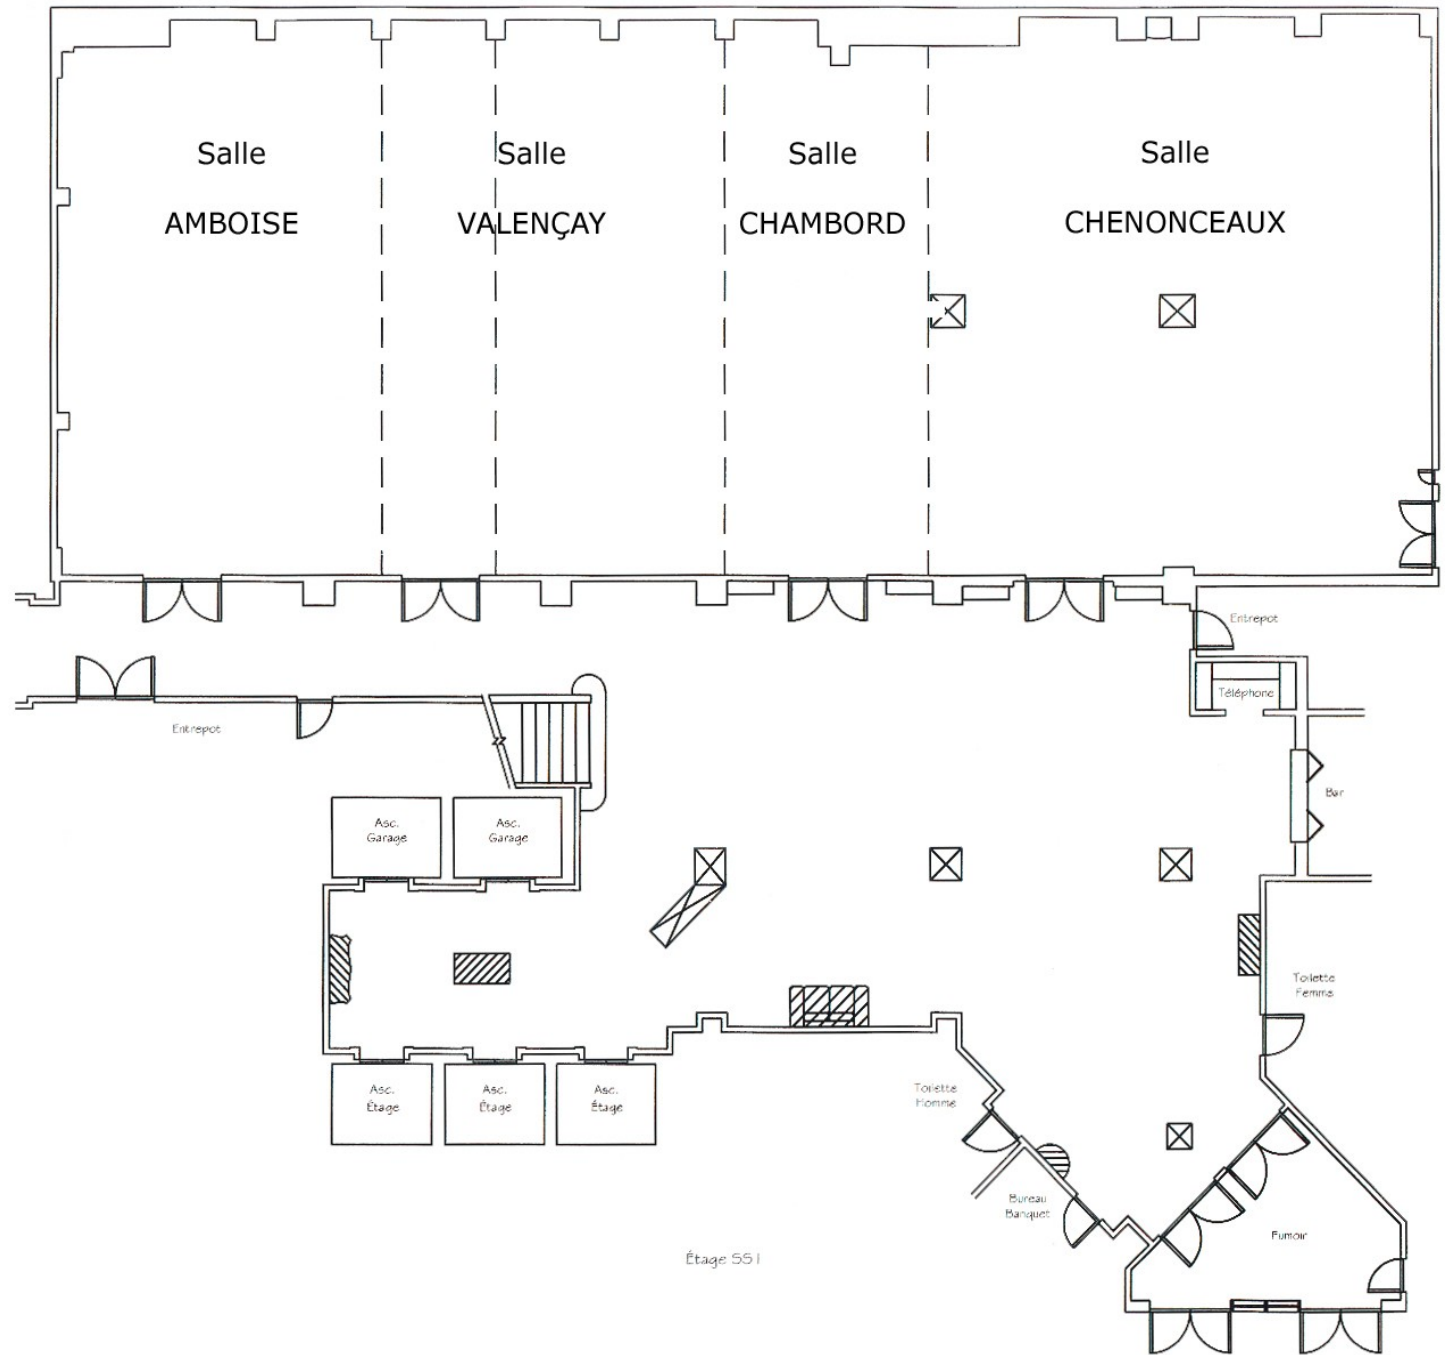 Salle
AMBOISE
Salle
VALENÇAY
Salle
CHAMBORD
Salle
CHENONCEAUX
Entrepot
Téléphone
Entrepot
Bar
Asc.
Garage
Asc.
Garage
Toilette
Femme
Asc.
Étage
Asc.
Étage
Asc.
Étage
Toilette
Homme
Bureau
Banquet
Fumoir
Étage SS1